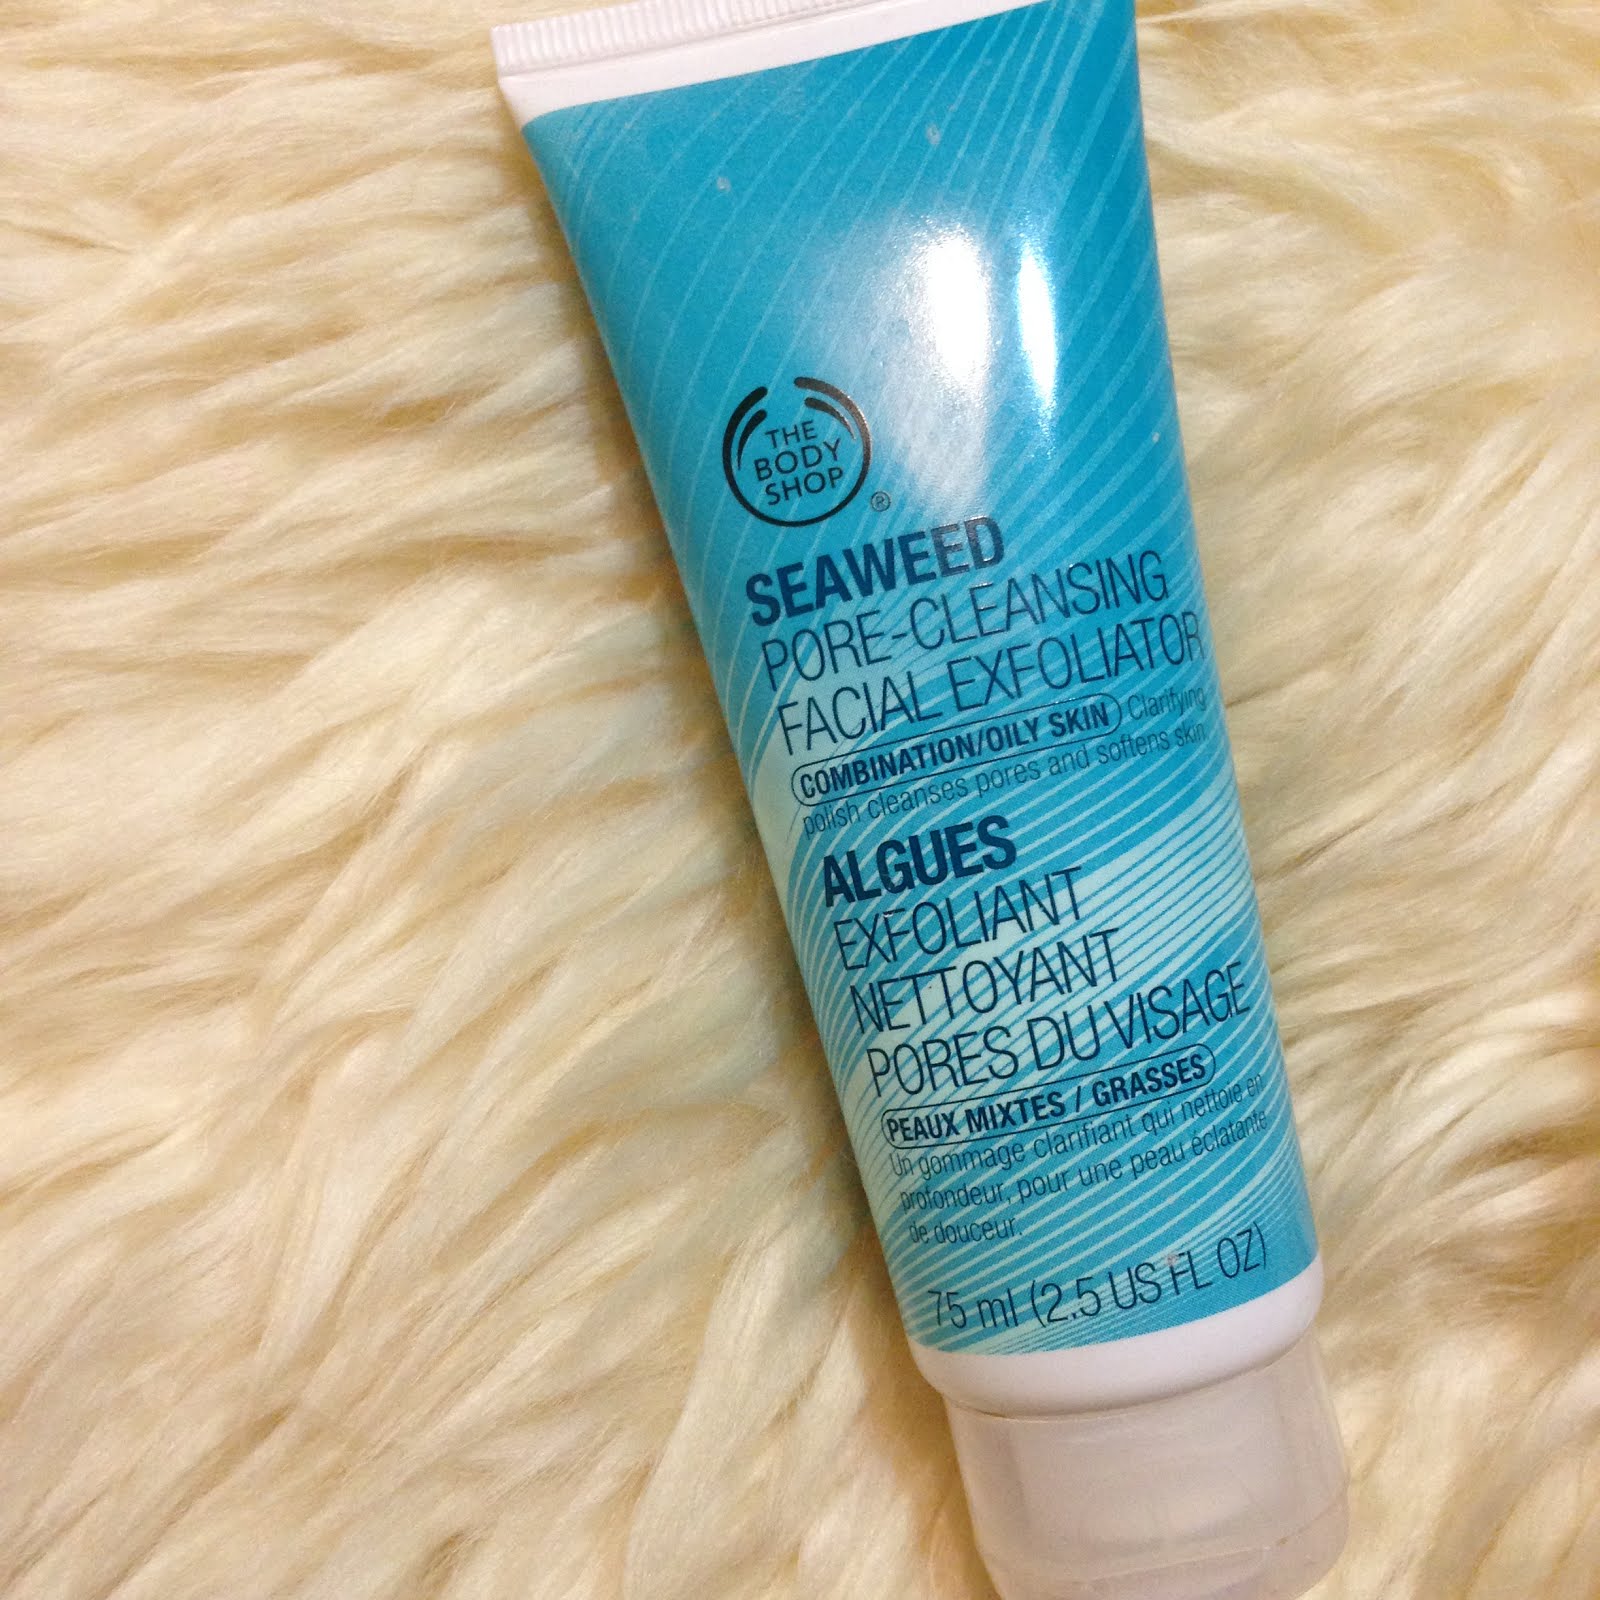 THE
BODY
SHOP
®
SEAWEED
PORE-CLEANSING
FACIAL EXFOLIATOR
COMBINATION/OILY SKIN Clarifying
polish cleanses pores and softens skin.
ALGUES
EXFOLIANT
NETTOYANT
PORES DU VISAGE
PEAUX MIXTES / GRASSES
Un gommage clarifiant qui nettoie en
profondeur, pour une peau éclatante
de douceur.
75 ml (2.5 US FL OZ)